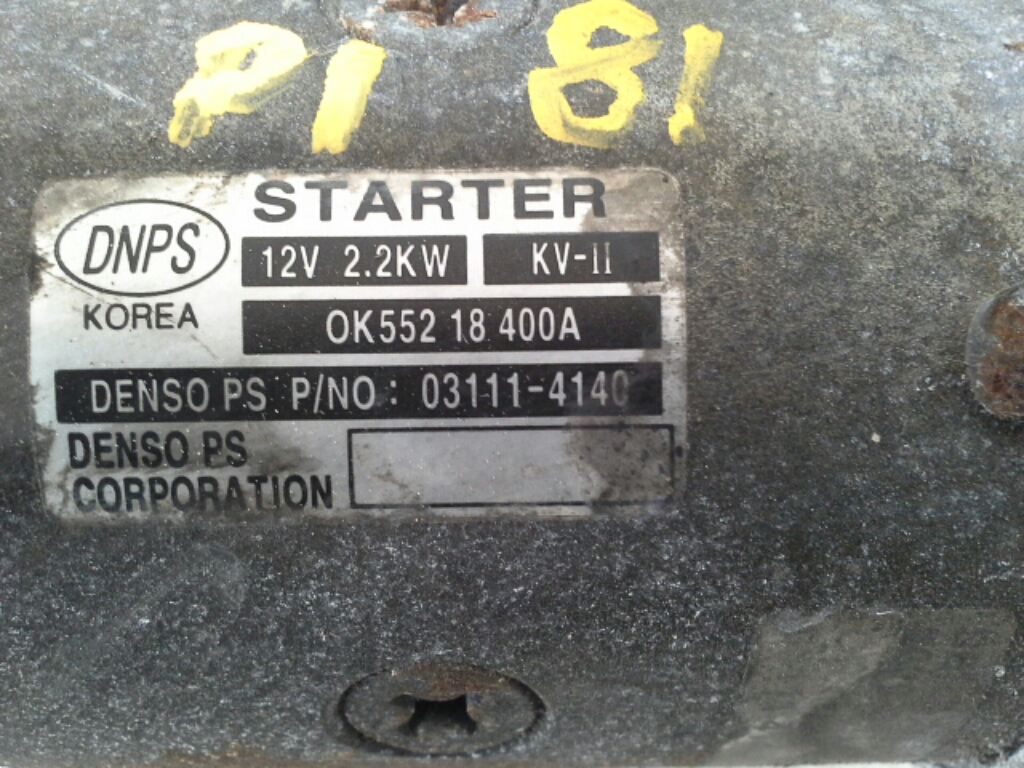 P1 81
STARTER
DNPS
KOREA
12V 2.2KW KV-II
OK552 18 400A
DENSO PS P/NO : 03111-4140
DENSO PS
CORPORATION